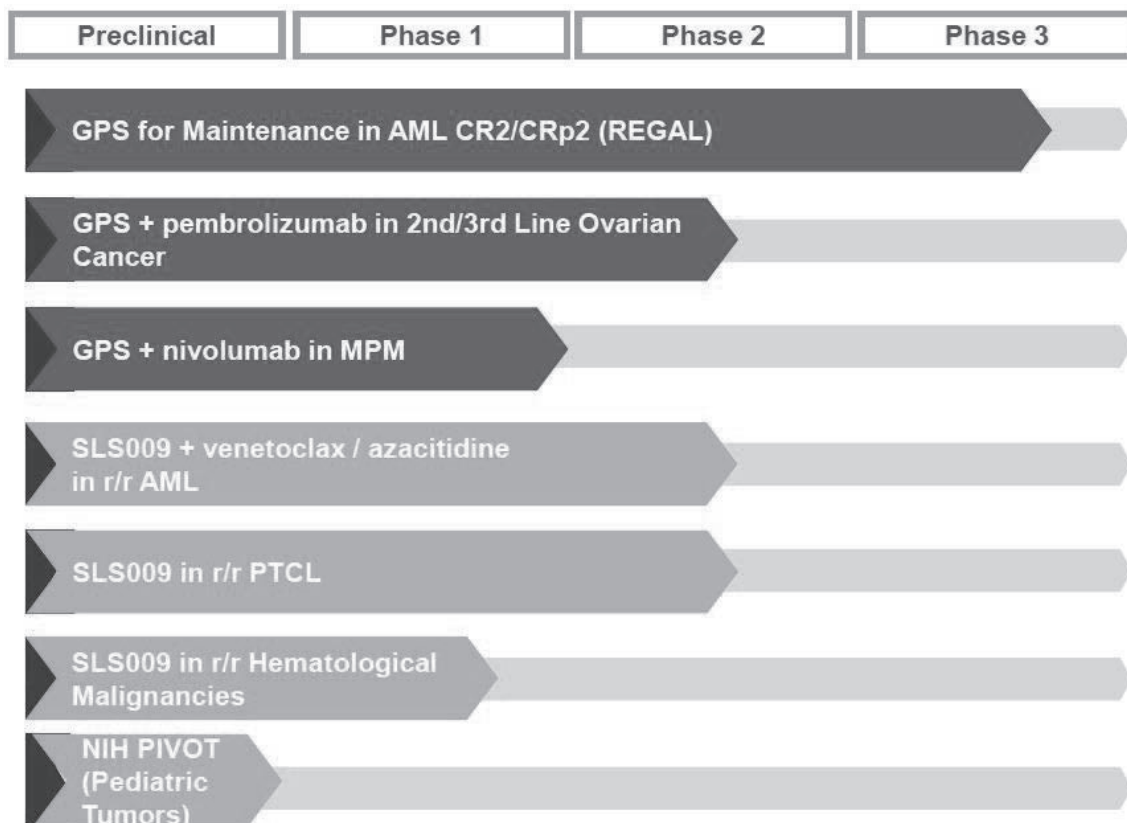 Preclinical Phase 1 Phase 2 Phase 3
GPS for Maintenance in AML CR2/CRp2 (REGAL)
GPS + pembrolizumab in 2nd/3rd Line Ovarian
Cancer
GPS + nivolumab in MPM
SLS009 + venetoclax / azacitidine
in r/r AML
SLS009 in r/r PTCL
SLS009 in r/r Hematological
Malignancies
NIH PIVOT
(Pediatric
Tumors)